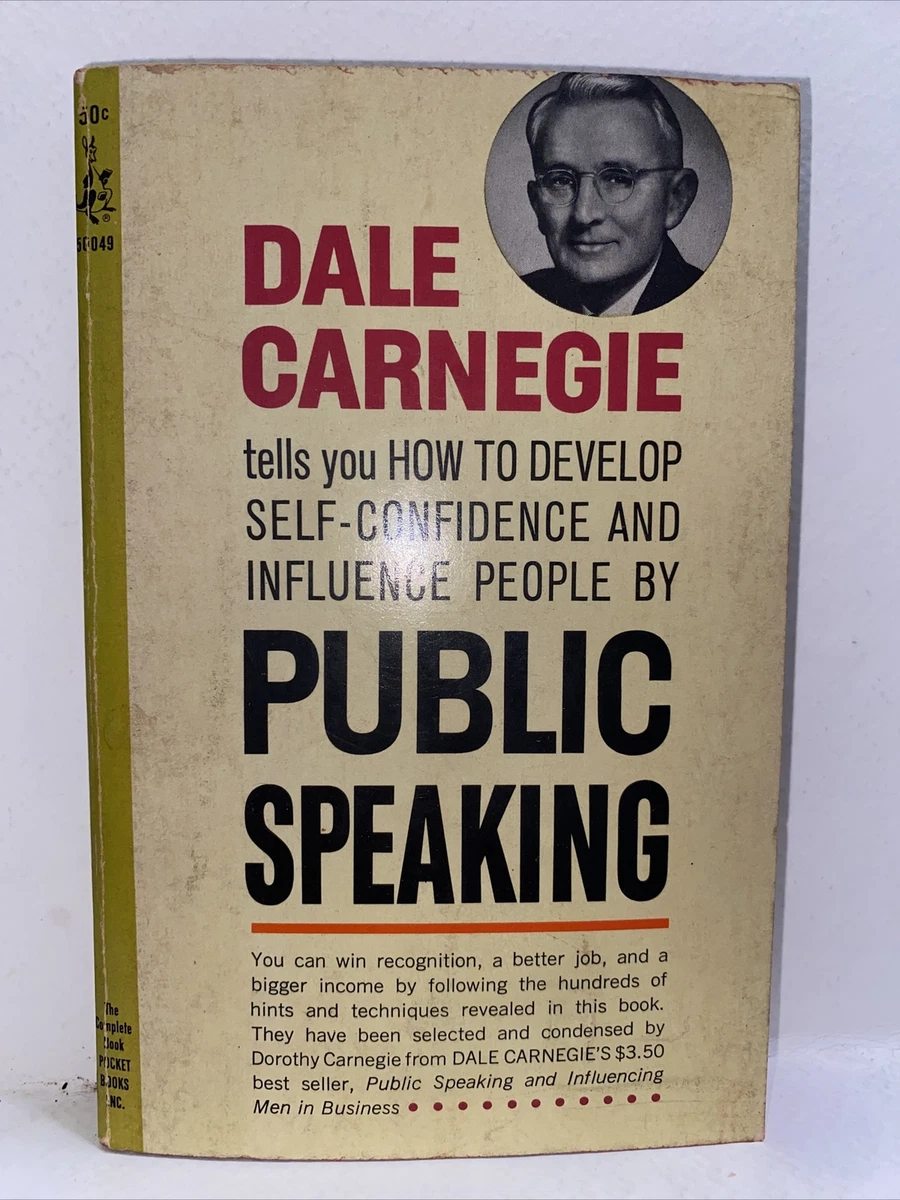 50c
®
50049
DALE
CARNEGIE
tells you HOW TO DEVELOP
SELF-CONFIDENCE AND
INFLUENCE PEOPLE BY
PUBLIC
SPEAKING
You can win recognition, a better job, and a
bigger income by following the hundreds of
hints and techniques revealed in this book.
They have been selected and condensed by
Dorothy Carnegie from DALE CARNEGIE'S $3.50
best seller, Public Speaking and Influencing
Men in Business
The
Complete
Book
POCKET
BOOKS
INC.